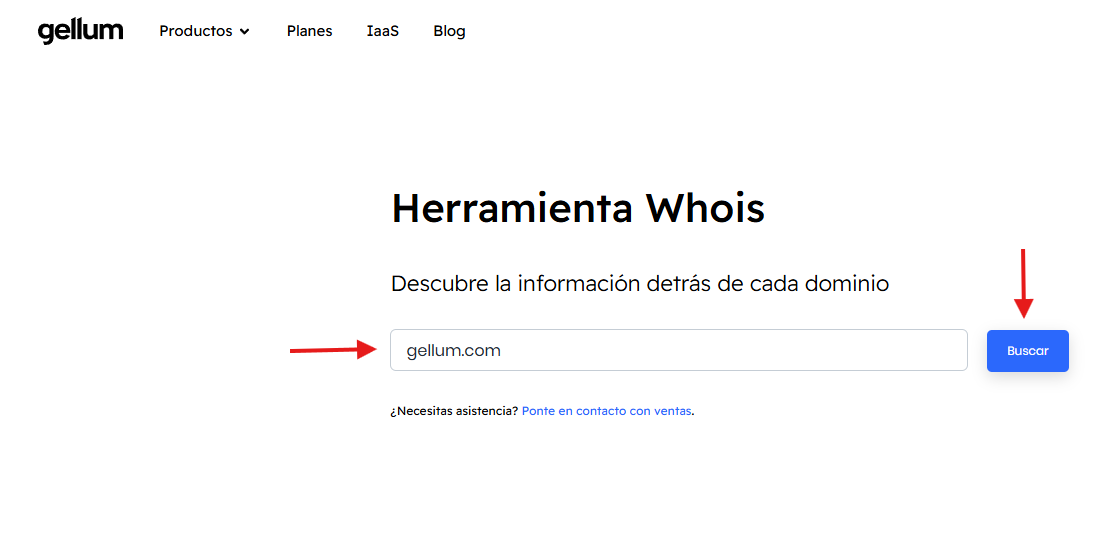 gellum Productos Planes IaaS Blog
Herramienta Whois
Descubre la información detrás de cada dominio
gellum.com Buscar
¿Necesitas asistencia? Ponte en contacto con ventas.